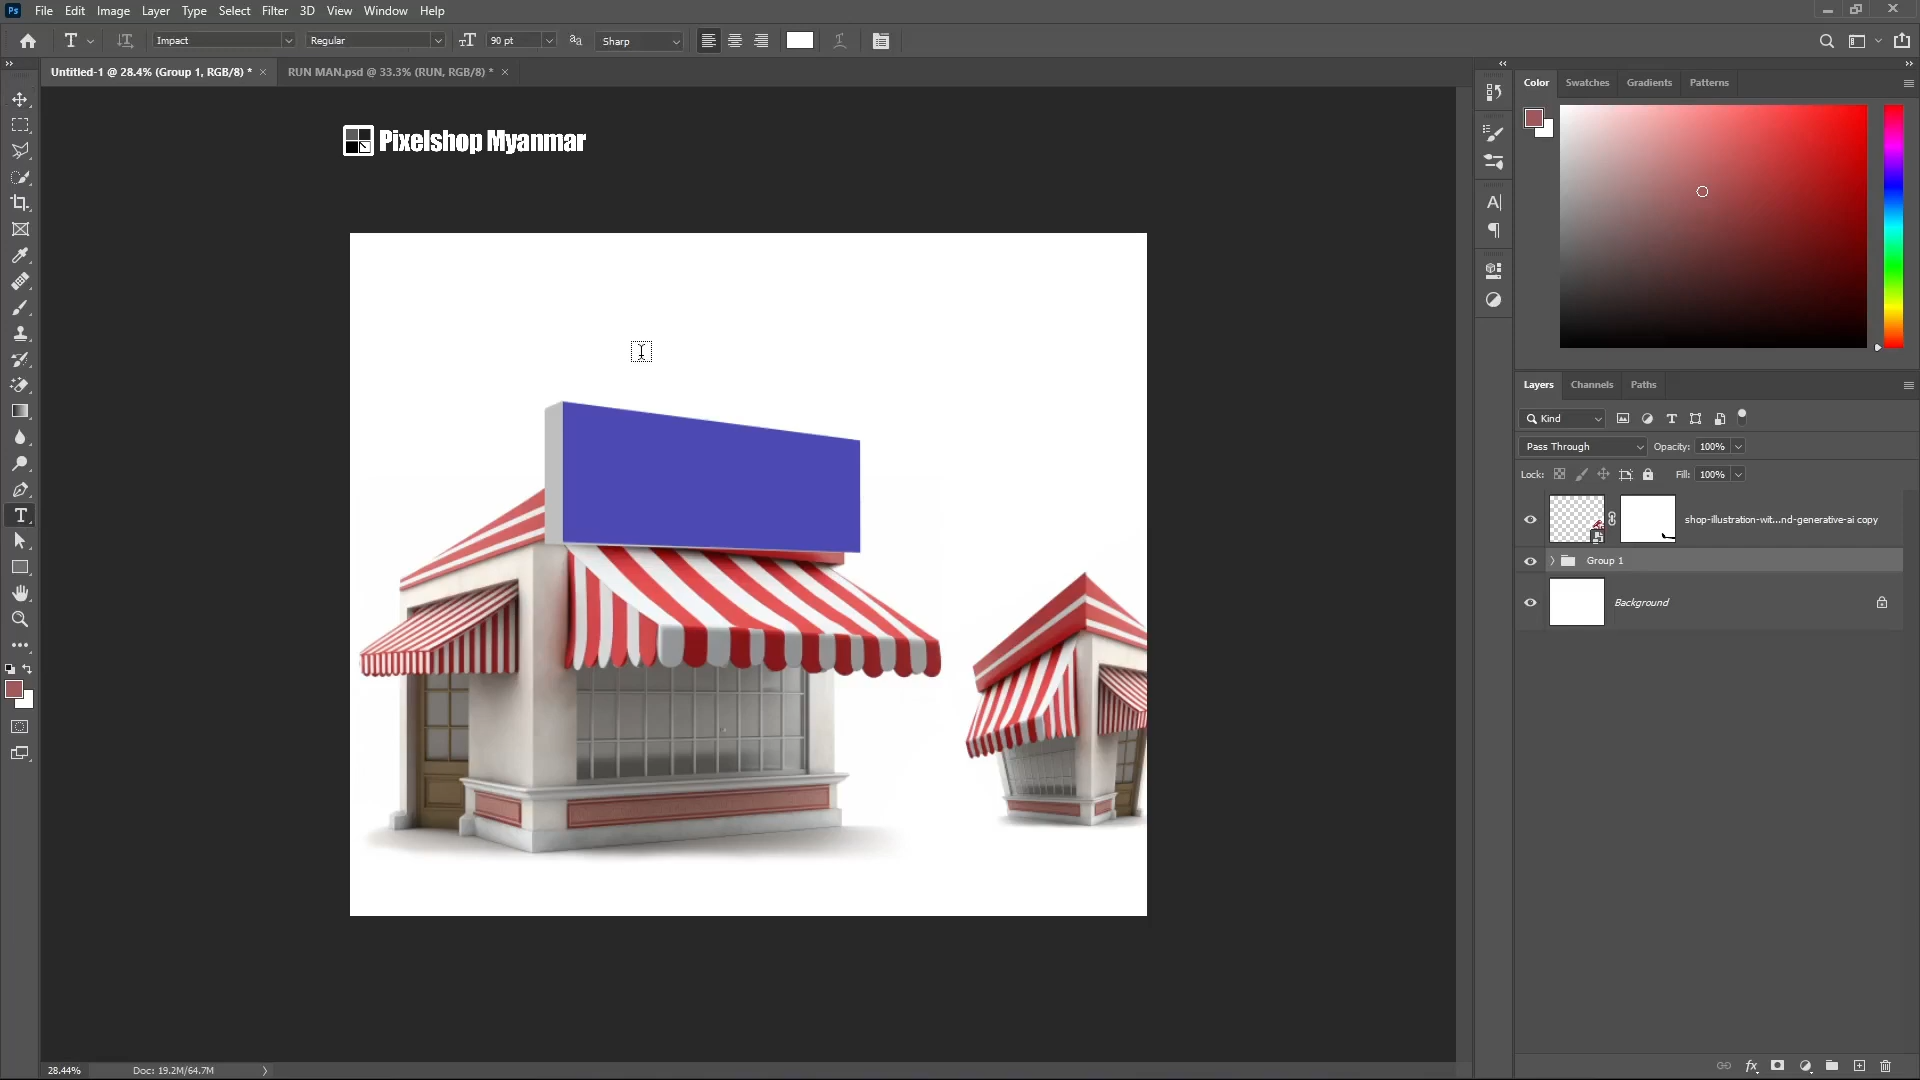 Ps File Edit Image Layer Type Select Filter 3D View Window Help
T Impact Regular 90 pt Sharp
Untitled-1 @ 28.4% (Group 1, RGB/8) * × RUN MAN.psd @ 33.3% (RUN, RGB/8) * ×
Color Swatches Gradients Patterns
Pixelshop Myanmar
Layers Channels Paths
Kind
Pass Through Opacity: 100%
Lock: Fill: 100%
shop-illustration-wit...nd-generative-ai copy
Group 1
Background
28.44% Doc: 19.2M/64.7M